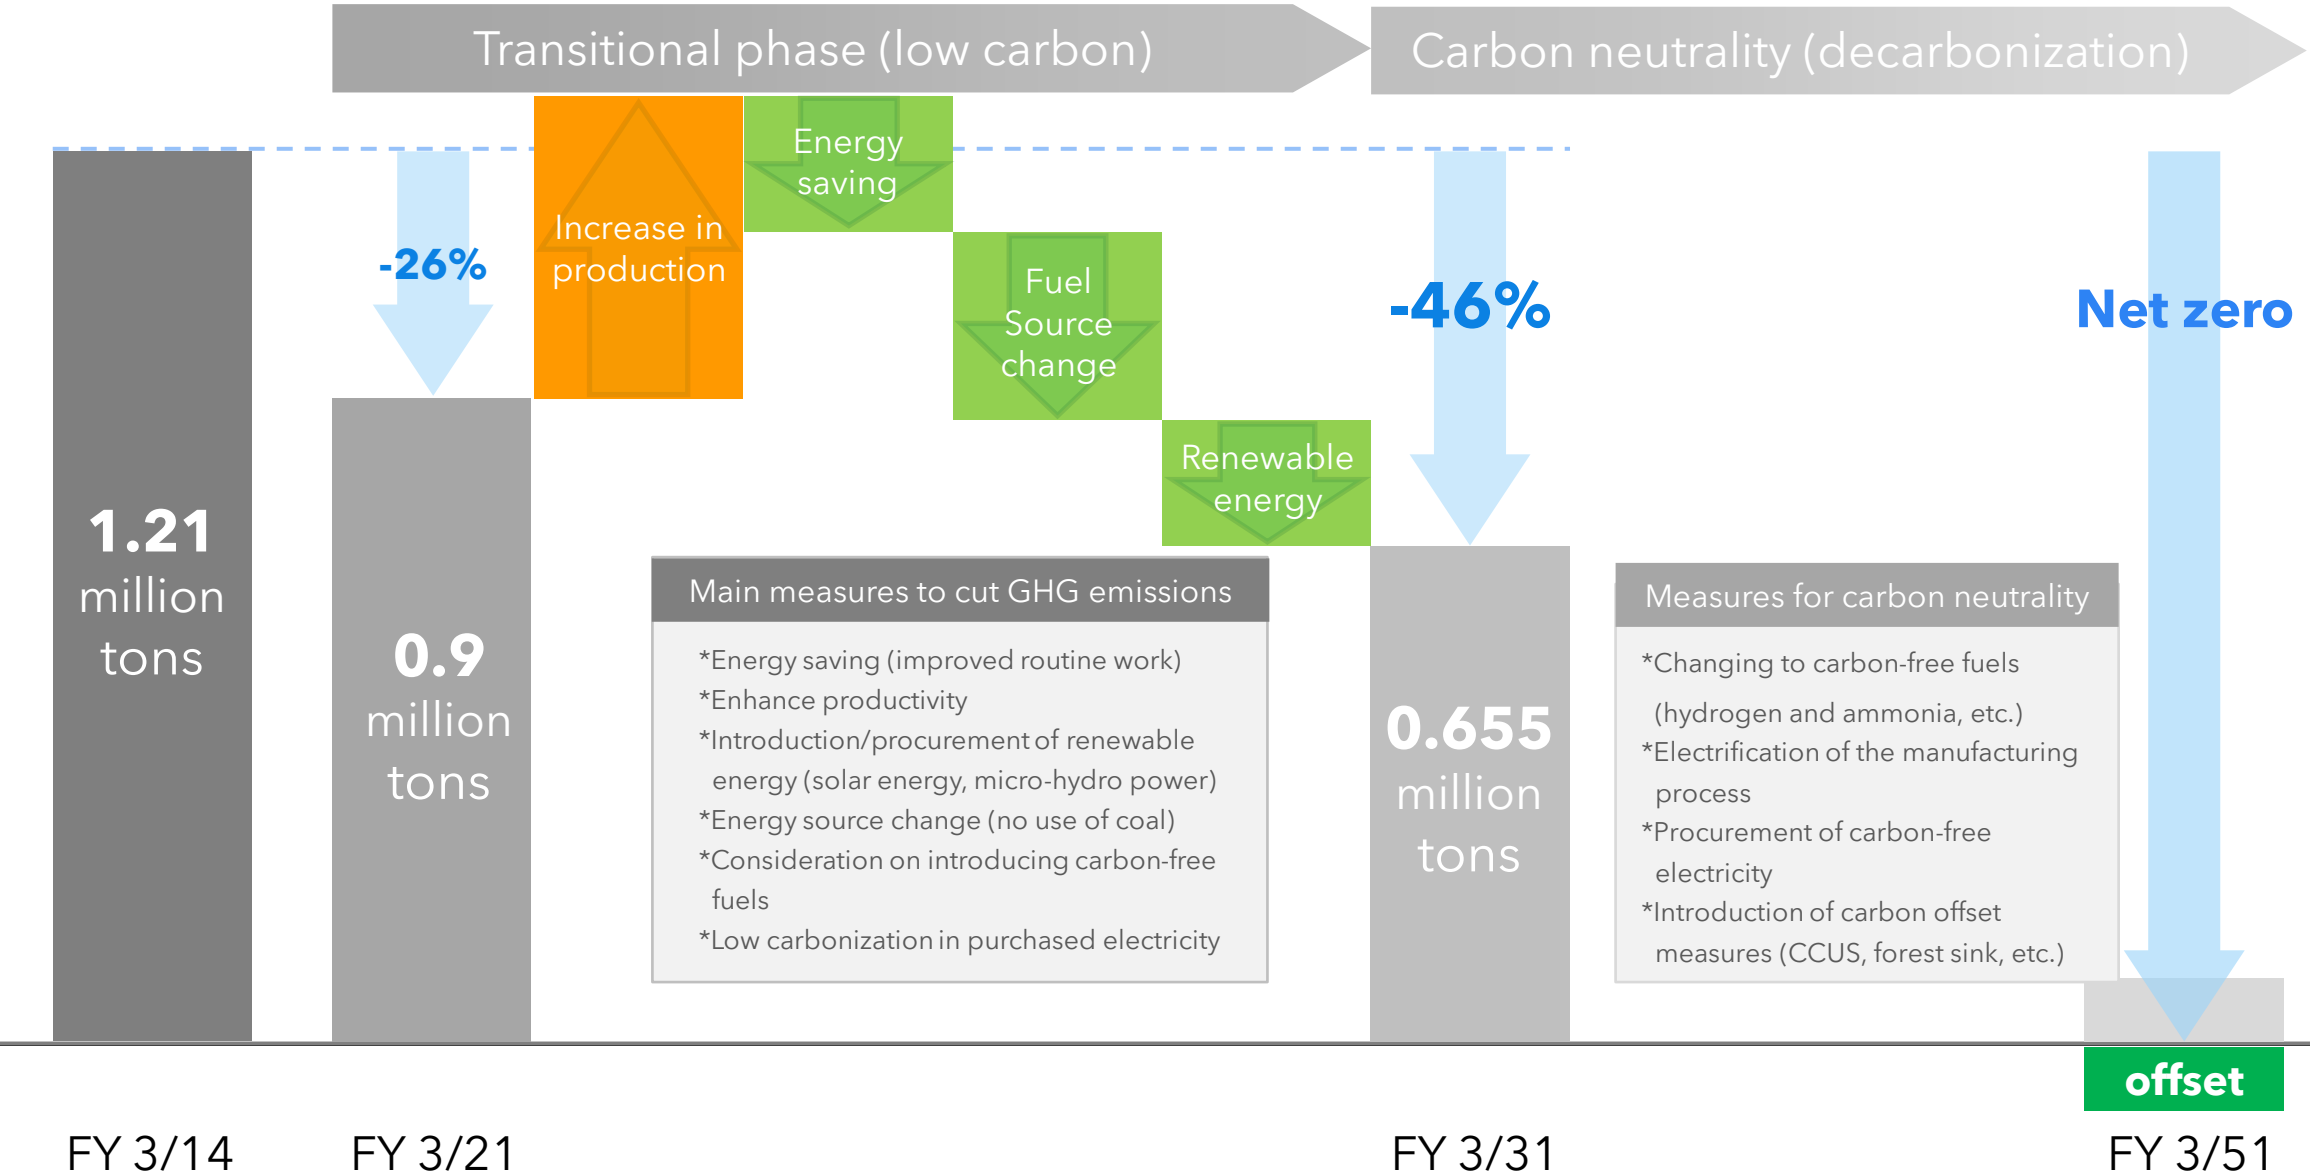 Transitional phase (low carbon)
Carbon neutrality (decarbonization)
1.21
million
tons
-26%
0.9
million
tons
Increase in
production
Energy
saving
Fuel
Source
change
Renewable
energy
-46%
0.655
million
tons
Net zero
Main measures to cut GHG emissions
*Energy saving (improved routine work)
*Enhance productivity
*Introduction/procurement of renewable
energy (solar energy, micro-hydro power)
*Energy source change (no use of coal)
*Consideration on introducing carbon-free
fuels
*Low carbonization in purchased electricity
Measures for carbon neutrality
*Changing to carbon-free fuels
(hydrogen and ammonia, etc.)
*Electrification of the manufacturing
process
*Procurement of carbon-free
electricity
*Introduction of carbon offset
measures (CCUS, forest sink, etc.)
offset
FY 3/14
FY 3/21
FY 3/31
FY 3/51